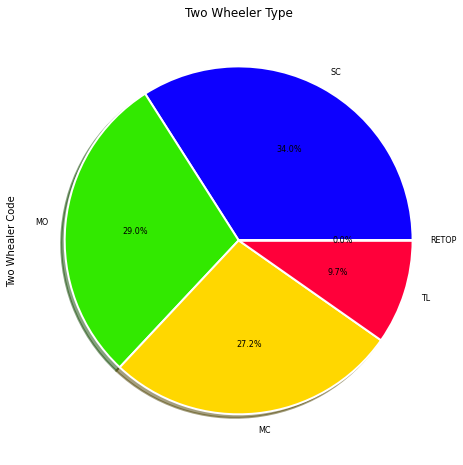 Two Wheeler Type
SC
34.0%
MO
29.0%
0.0%
RETOP
9.7%
TL
Two Whealer Code
27.2%
MC